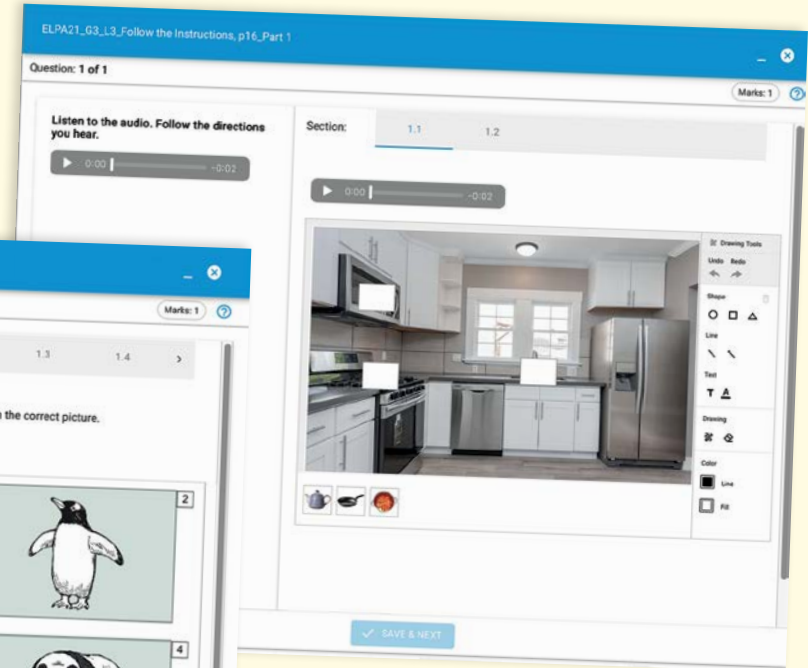 ELPA21_G3_L3_Follow the Instructions, p16_Part 1
Question: 1 of 1
Marks: 1
Listen to the audio. Follow the directions
you hear.
0:00
-0:02
Section:
1.1
1.2
0:00
-0:02
Drawing Tools
Undo Redo
Shape
Line
Text
T A
Drawing
Color
Line
Fill
SAVE & NEXT
Marks: 1
1.3
1.4
the correct picture.
2
4